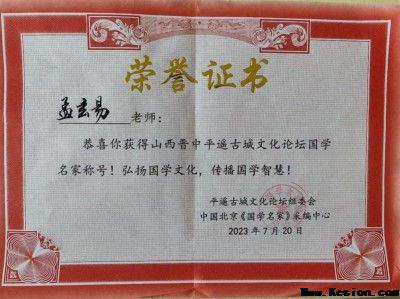 荣誉证书
孟玄易 老师：
恭喜你获得山西晋中平遥古城文化论坛国学
名家称号！弘扬国学文化，传播国学智慧！
平遥古城文化论坛组委会
中国北京《国学名家》采编中心
2023年7月20日
Www.Kesion.com